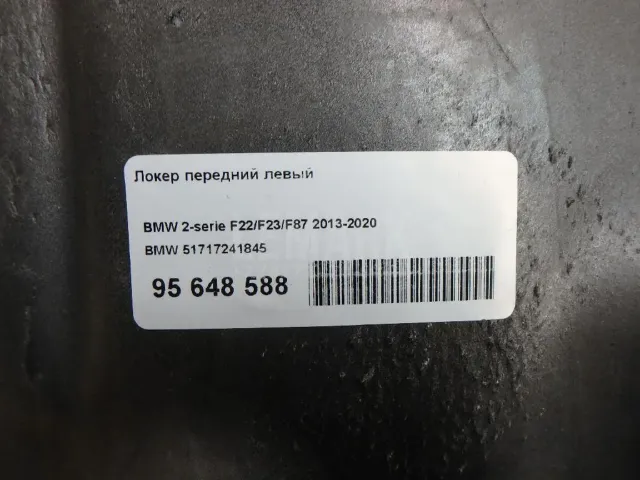 Локер передний левый
BMW 2-serie F22/F23/F87 2013-2020
BMW 51717241845
95 648 588